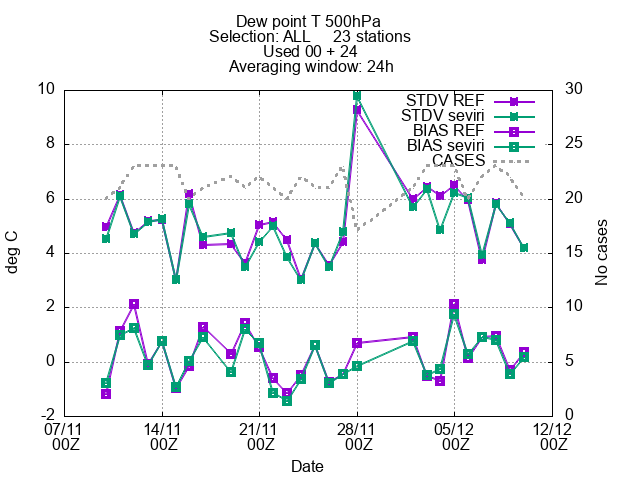 Dew point T 500hPa
Selection: ALL 23 stations
Used 00 + 24
Averaging window: 24h
10 30
STDV REF
STDV seviri
8 25
BIAS REF
BIAS seviri
CASES
6 20
deg C
4 15
No cases
2 10
0 5
-2 0
07/11 14/11 21/11 28/11 05/12 12/12
00Z 00Z 00Z 00Z 00Z 00Z
Date